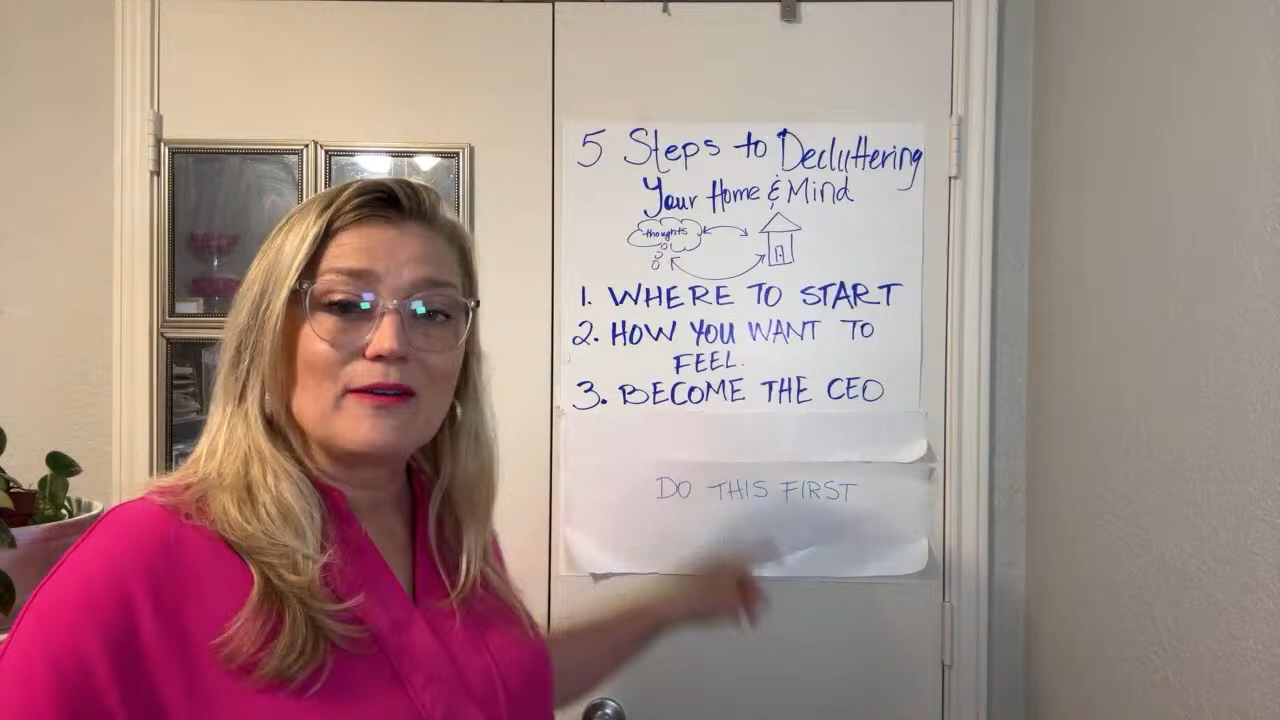 5 Steps to Decluttering
Your Home & Mind
thoughts
1. WHERE TO START
2. HOW YOU WANT TO
FEEL.
3. BECOME THE CEO
DO THIS FIRST